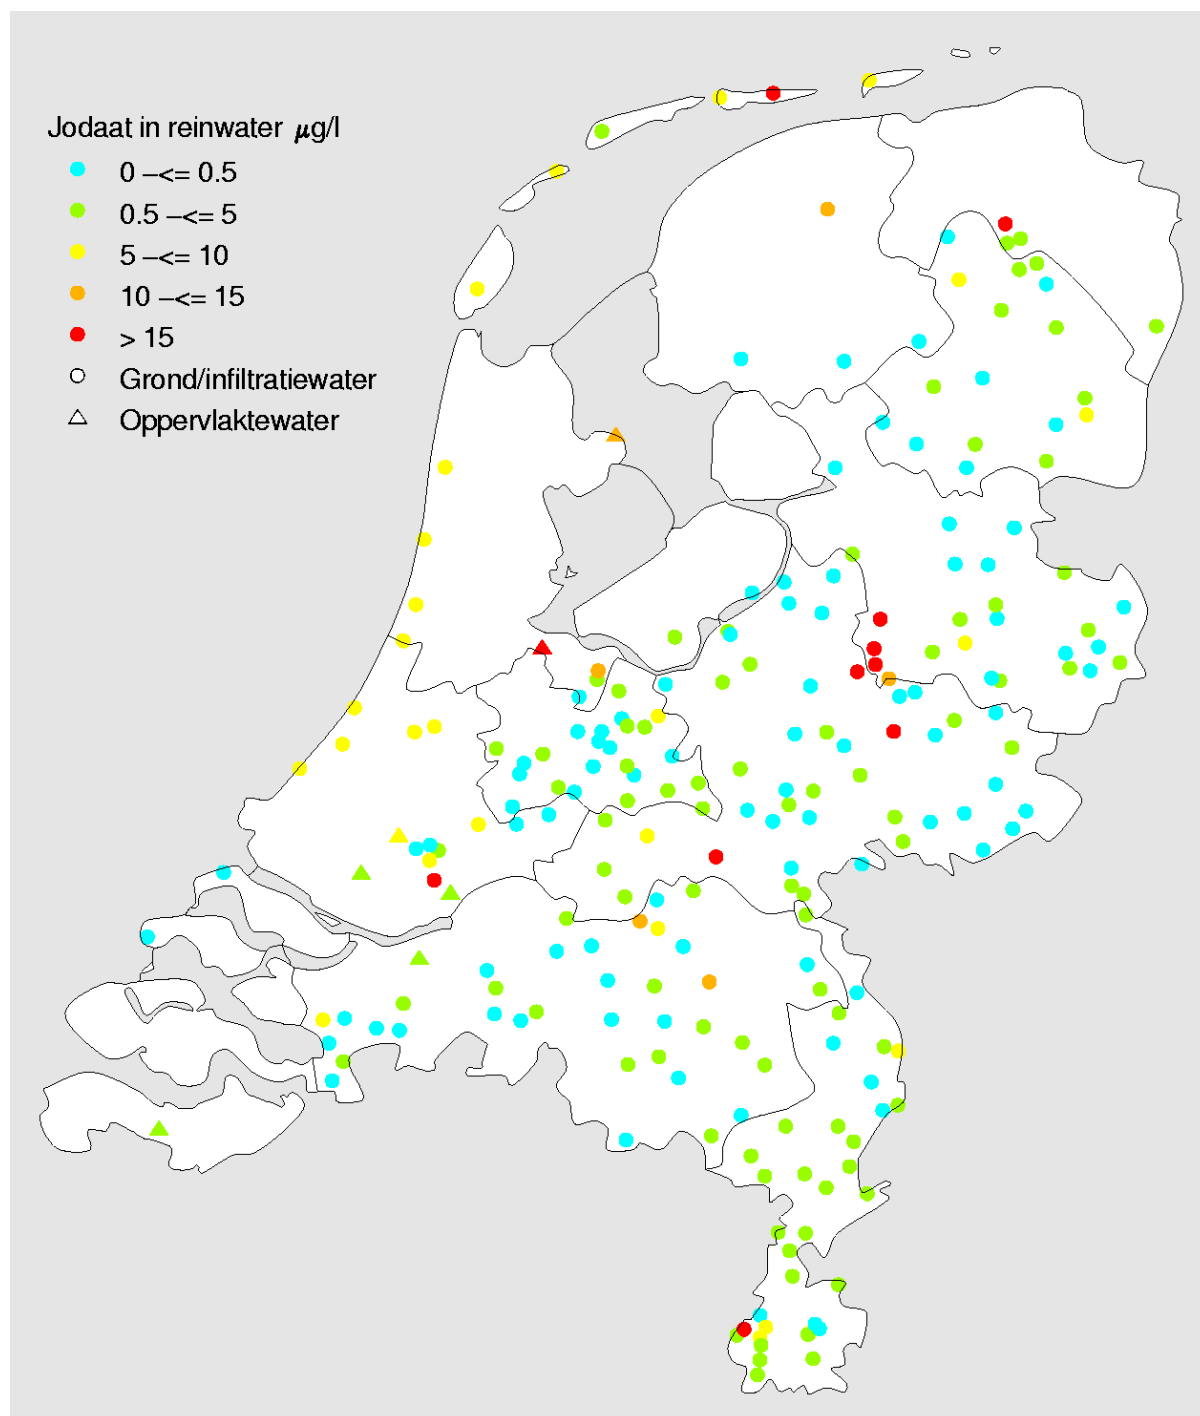 Jodaat in reinwater μg/l
0 –<= 0.5
0.5 –<= 5
5 –<= 10
10 –<= 15
> 15
Grond/infiltratiewater
Oppervlaktewater